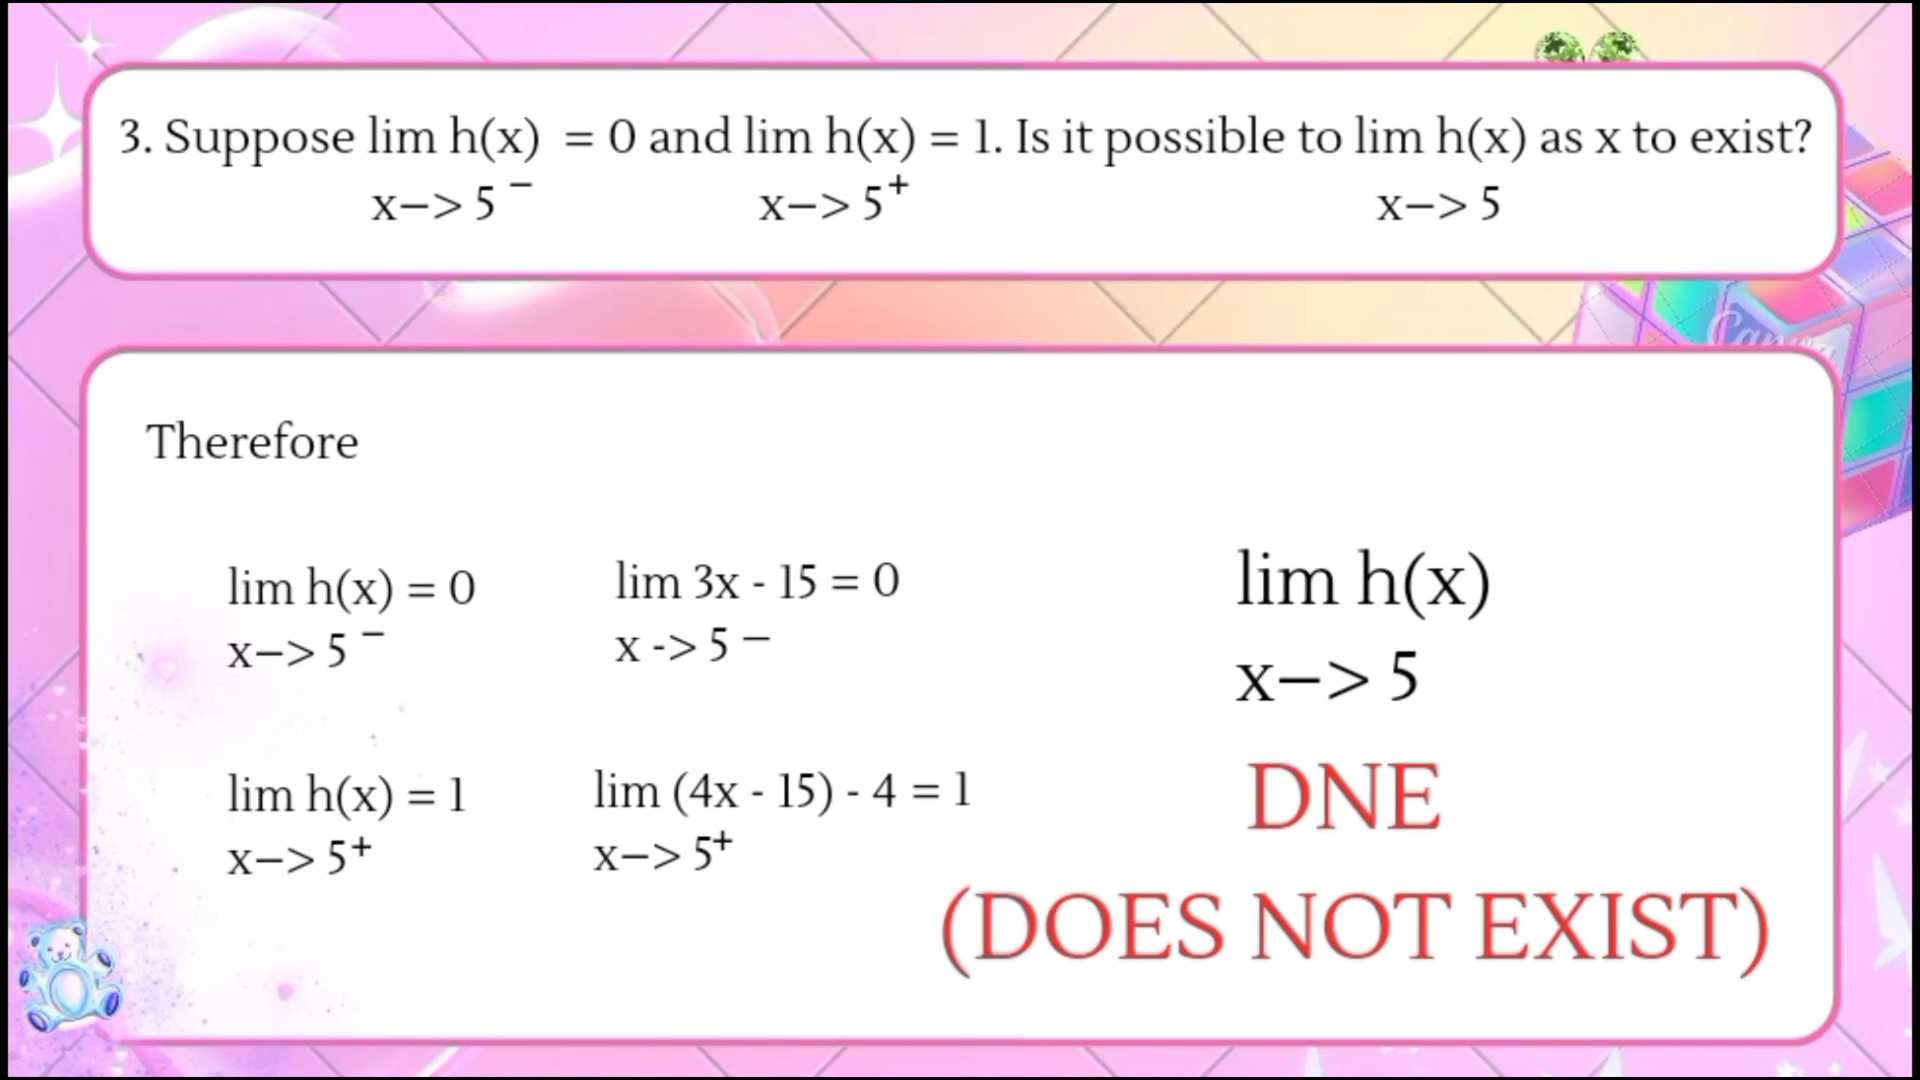 3. Suppose lim h(x) = 0 and lim h(x) = 1. Is it possible to lim h(x) as x to exist?
x—> 5 ⁻ x—> 5⁺ x—> 5
Therefore
lim h(x) = 0
x—> 5 ⁻
lim 3x - 15 = 0
x -> 5 ⁻
lim h(x) = 1
x—> 5⁺
lim (4x - 15) - 4 = 1
x—> 5⁺
lim h(x)
x—> 5
DNE
(DOES NOT EXIST)